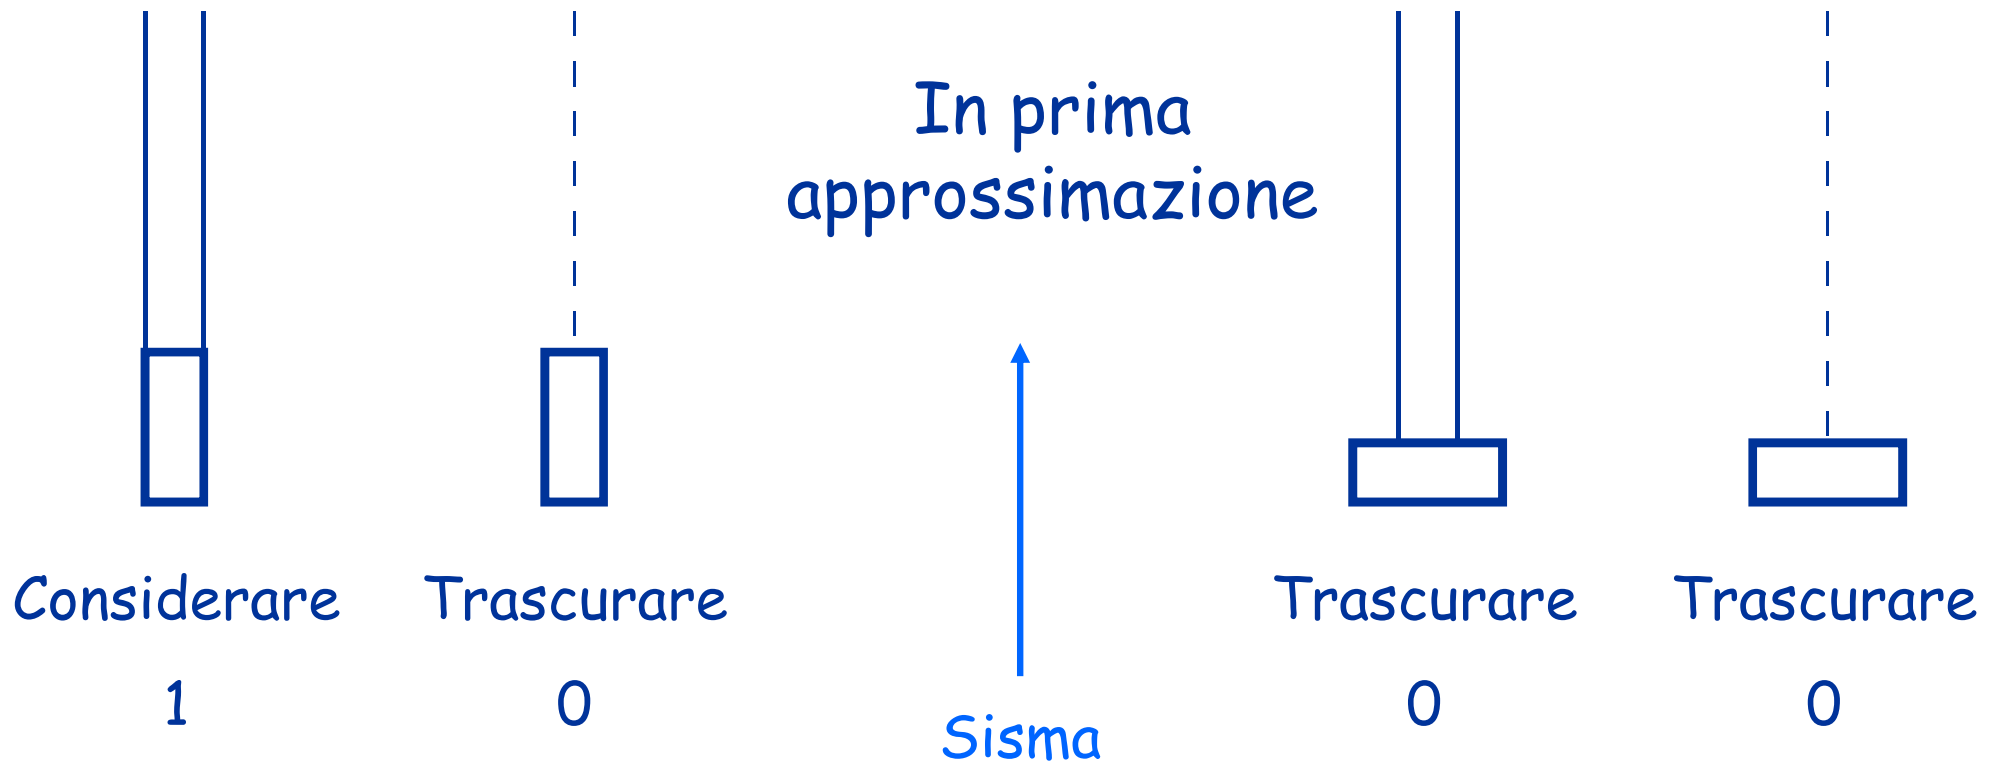 In prima
approssimazione
Considerare
Trascurare
Trascurare
Trascurare
1
0
0
0
Sisma